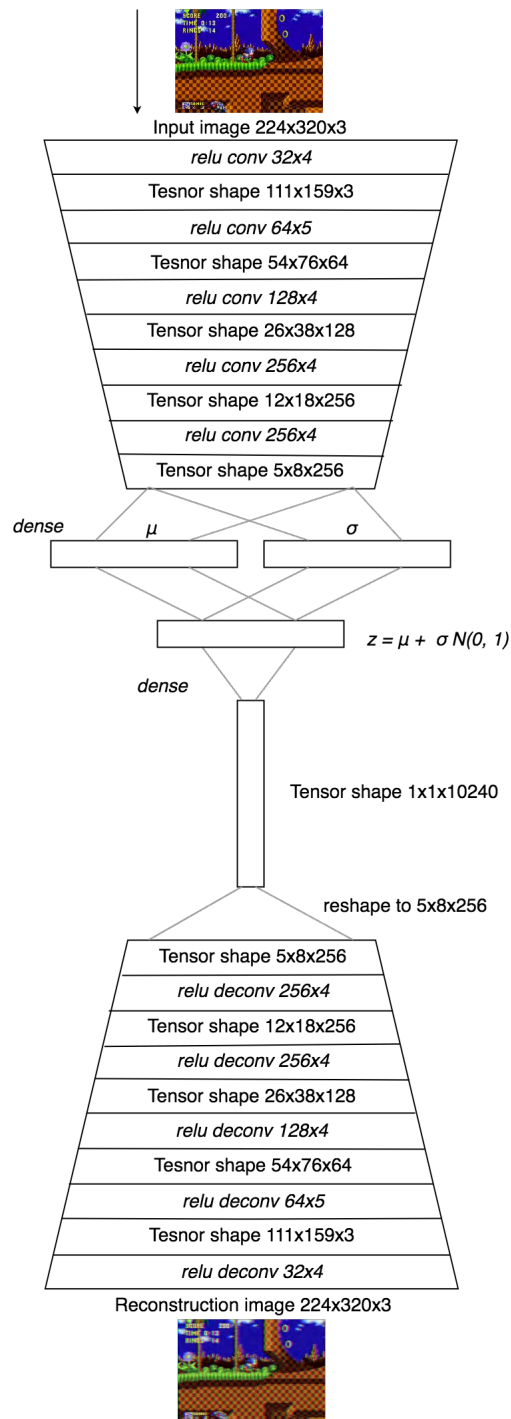 SCORE 200
TIME 0:13
RINGS 14
Input image 224x320x3
relu conv 32x4
Tesnor shape 111x159x3
relu conv 64x5
Tesnor shape 54x76x64
relu conv 128x4
Tensor shape 26x38x128
relu conv 256x4
Tensor shape 12x18x256
relu conv 256x4
Tensor shape 5x8x256
dense μ σ
z = μ + σ N(0, 1)
dense
Tensor shape 1x1x10240
reshape to 5x8x256
Tensor shape 5x8x256
relu deconv 256x4
Tensor shape 12x18x256
relu deconv 256x4
Tensor shape 26x38x128
relu deconv 128x4
Tesnor shape 54x76x64
relu deconv 64x5
Tesnor shape 111x159x3
relu deconv 32x4
Reconstruction image 224x320x3